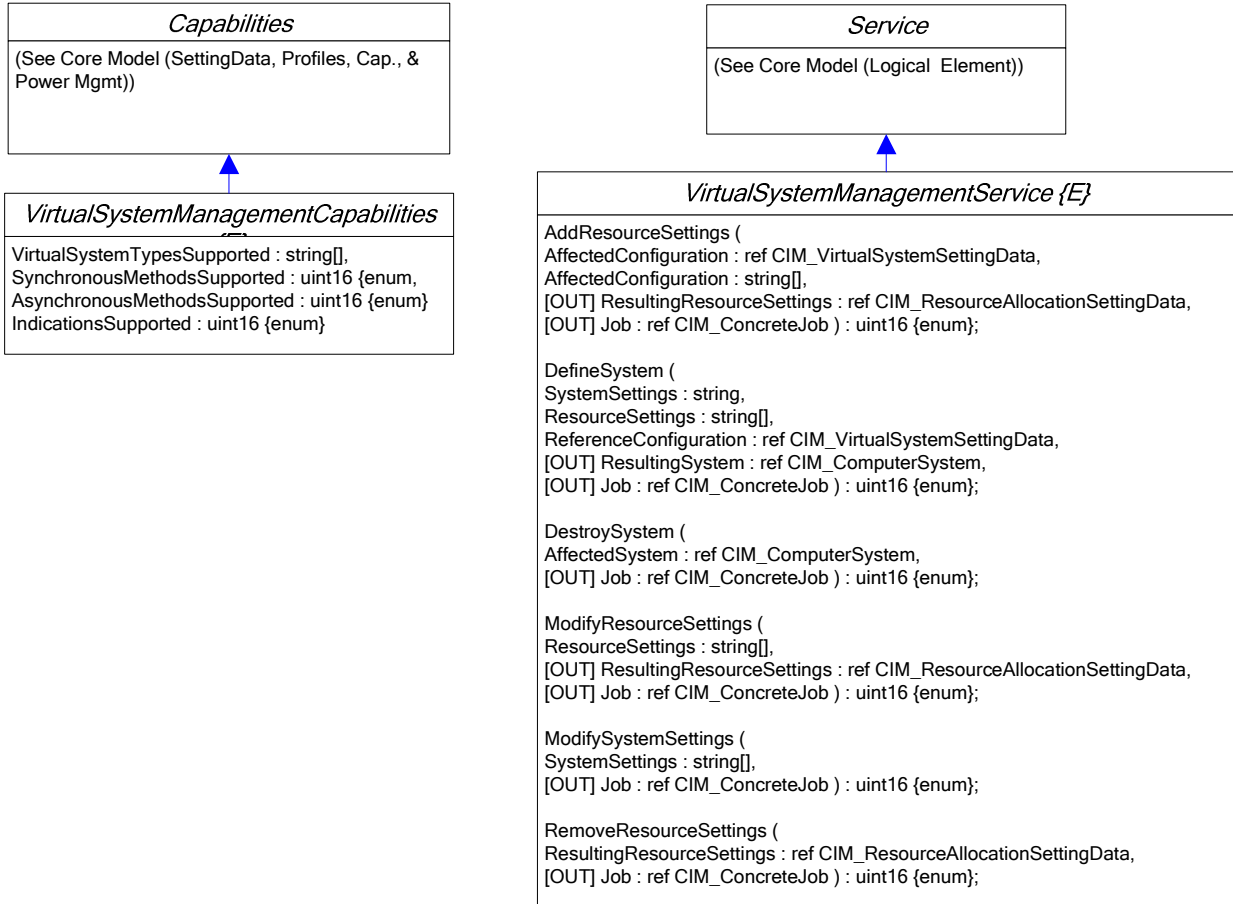 Capabilities
(See Core Model (SettingData, Profiles, Cap., &
Power Mgmt))
VirtualSystemManagementCapabilities
VirtualSystemTypesSupported : string[],
SynchronousMethodsSupported : uint16 {enum,
AsynchronousMethodsSupported : uint16 {enum}
IndicationsSupported : uint16 {enum}
Service
(See Core Model (Logical Element))
VirtualSystemManagementService {E}
AddResourceSettings (
AffectedConfiguration : ref CIM_VirtualSystemSettingData,
AffectedConfiguration : string[],
[OUT] ResultingResourceSettings : ref CIM_ResourceAllocationSettingData,
[OUT] Job : ref CIM_ConcreteJob ) : uint16 {enum};
DefineSystem (
SystemSettings : string,
ResourceSettings : string[],
ReferenceConfiguration : ref CIM_VirtualSystemSettingData,
[OUT] ResultingSystem : ref CIM_ComputerSystem,
[OUT] Job : ref CIM_ConcreteJob ) : uint16 {enum};
DestroySystem (
AffectedSystem : ref CIM_ComputerSystem,
[OUT] Job : ref CIM_ConcreteJob ) : uint16 {enum};
ModifyResourceSettings (
ResourceSettings : string[],
[OUT] ResultingResourceSettings : ref CIM_ResourceAllocationSettingData,
[OUT] Job : ref CIM_ConcreteJob ) : uint16 {enum};
ModifySystemSettings (
SystemSettings : string[],
[OUT] Job : ref CIM_ConcreteJob ) : uint16 {enum};
RemoveResourceSettings (
ResultingResourceSettings : ref CIM_ResourceAllocationSettingData,
[OUT] Job : ref CIM_ConcreteJob ) : uint16 {enum};